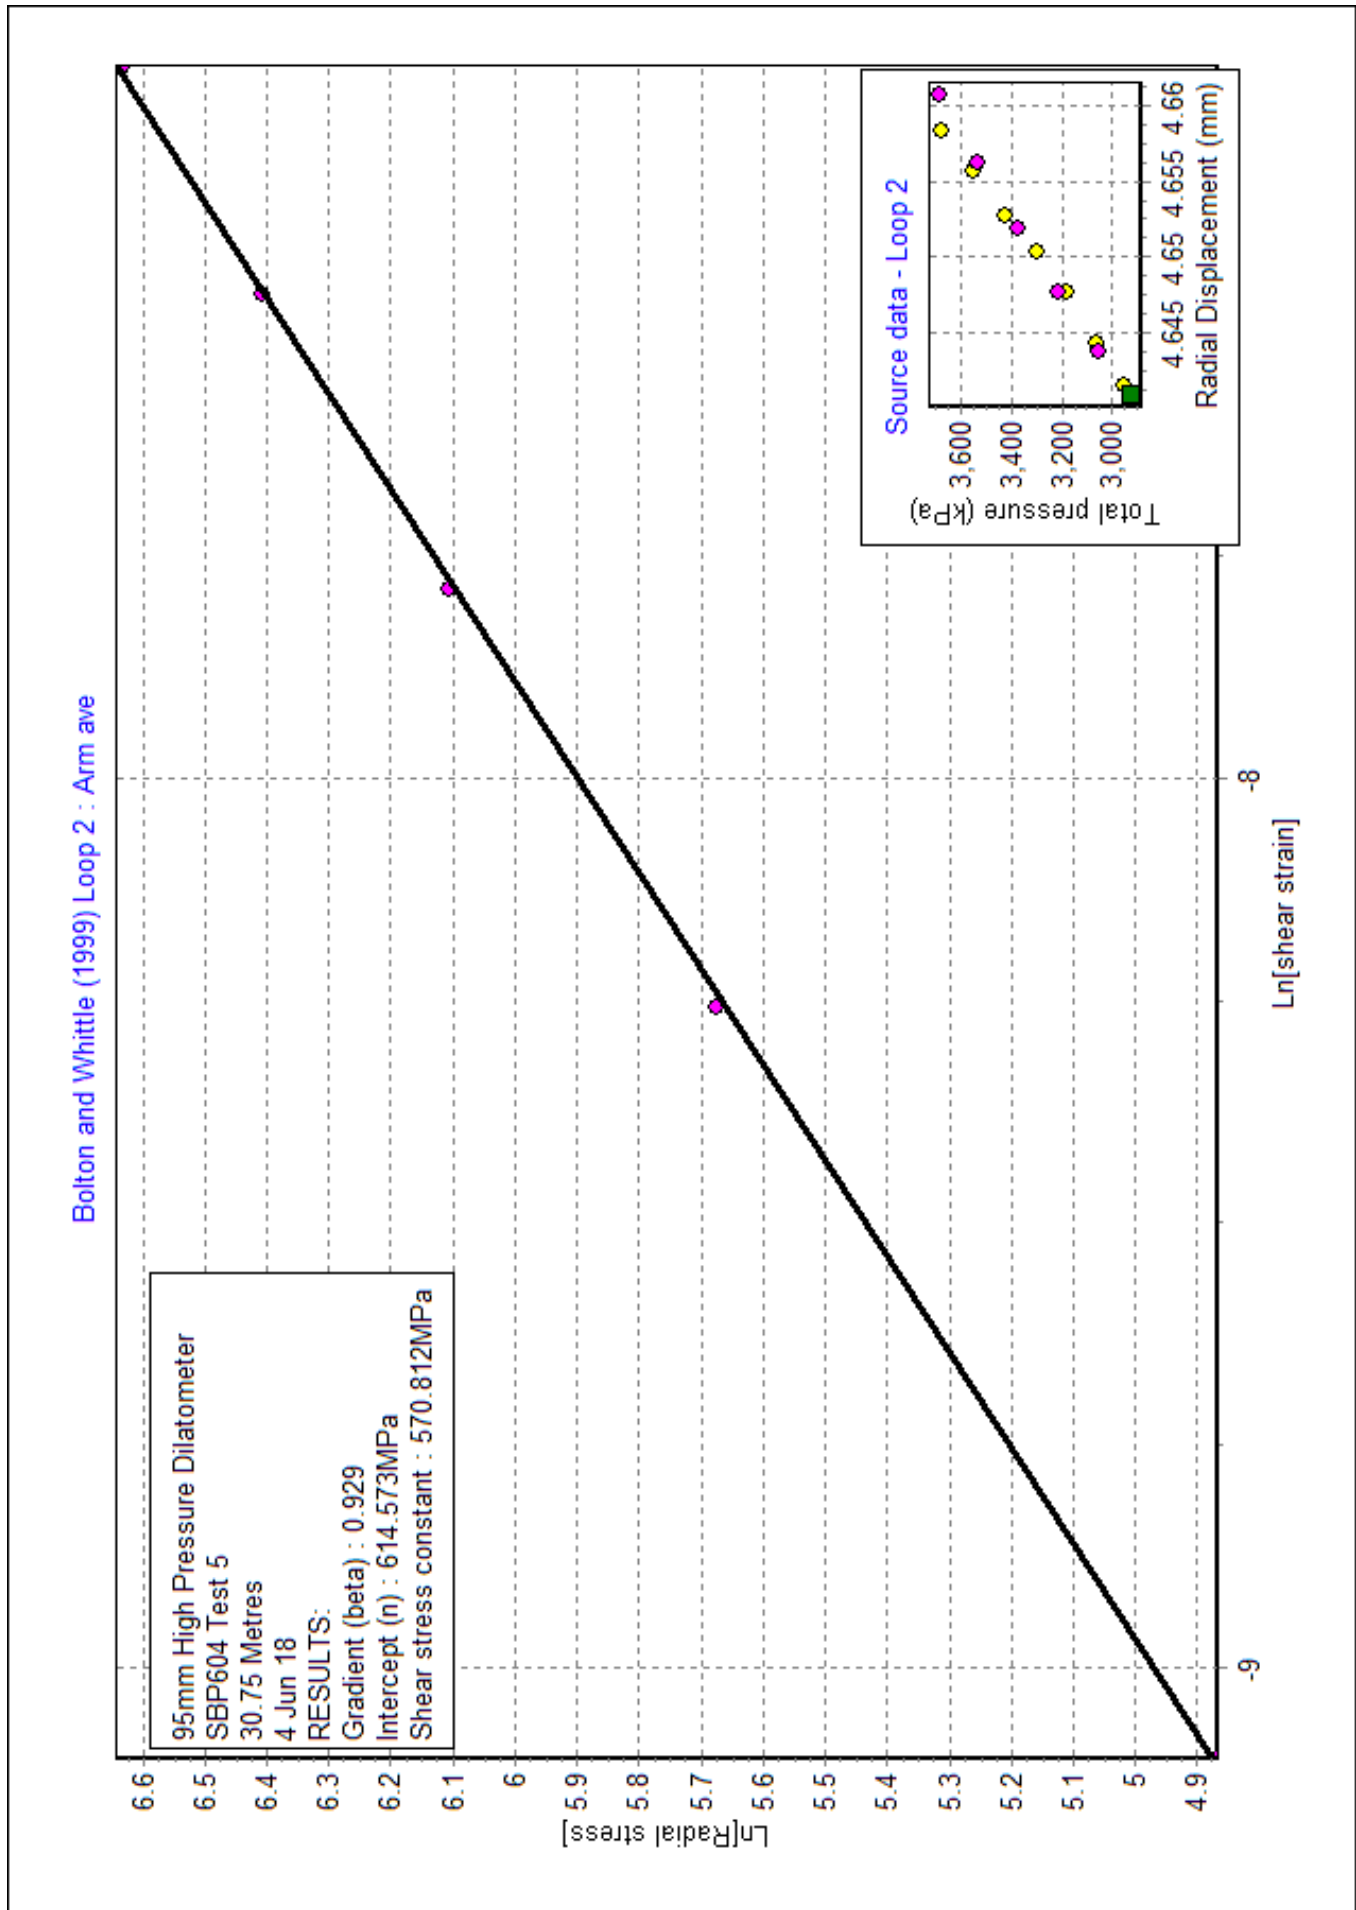 Bolton and Whittle (1999) Loop 2 : Arm ave
95mm High Pressure Dilatometer
SBP604 Test 5
30.75 Metres
4 Jun 18
RESULTS:
Gradient (beta) : 0.929
Intercept (n) : 614.573MPa
Shear stress constant : 570.812MPa
Ln[Radial stress]
6.6
6.5
6.4
6.3
6.2
6.1
6
5.9
5.8
5.7
5.6
5.5
5.4
5.3
5.2
5.1
5
4.9
-9
-8
Ln[shear strain]
Source data - Loop 2
Total pressure (kPa)
3,600
3,400
3,200
3,000
4.645
4.65
4.655
4.66
Radial Displacement (mm)